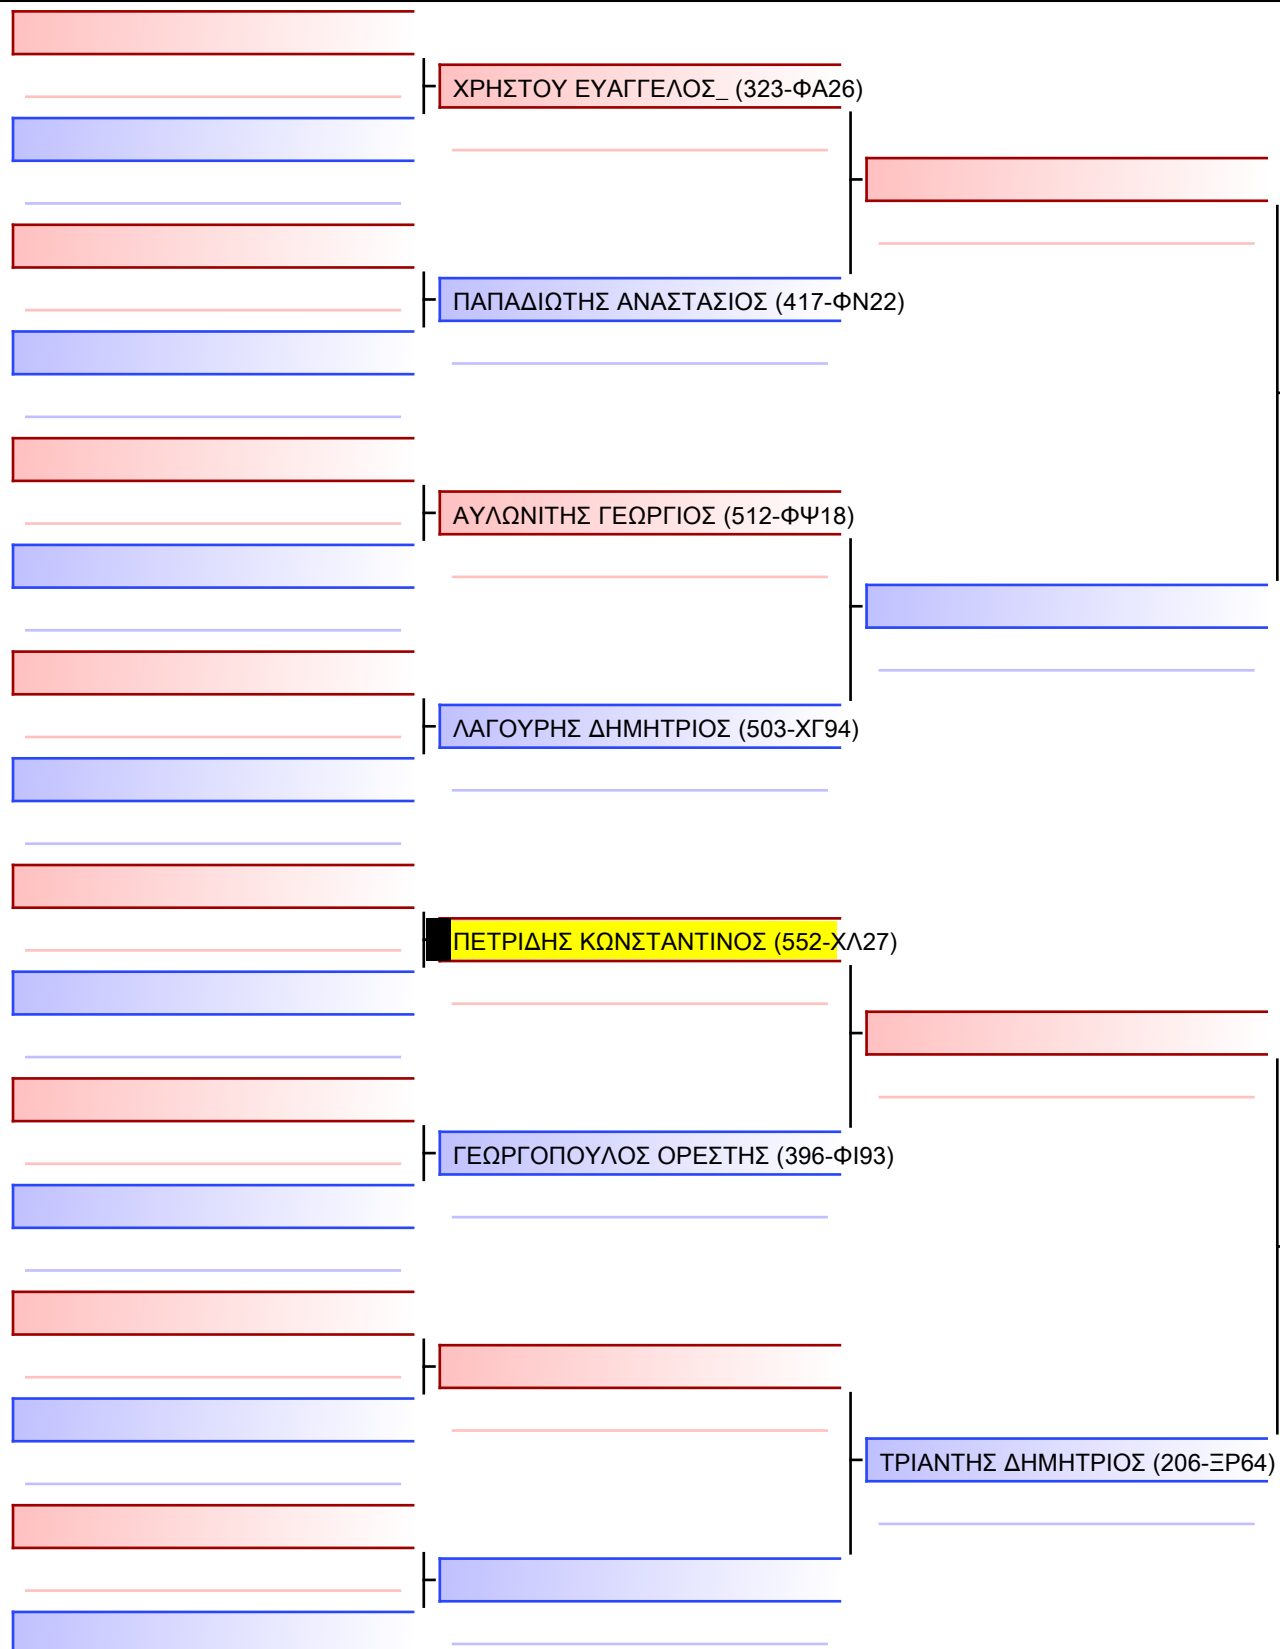 ΧΡΗΣΤΟΥ ΕΥΑΓΓΕΛΟΣ_ (323-ΦΑ26)
ΠΑΠΑΔΙΩΤΗΣ ΑΝΑΣΤΑΣΙΟΣ (417-ΦΝ22)
ΑΥΛΩΝΙΤΗΣ ΓΕΩΡΓΙΟΣ (512-ΦΨ18)
ΛΑΓΟΥΡΗΣ ΔΗΜΗΤΡΙΟΣ (503-ΧΓ94)
ΠΕΤΡΙΔΗΣ ΚΩΝΣΤΑΝΤΙΝΟΣ (552-ΧΛ27)
ΓΕΩΡΓΟΠΟΥΛΟΣ ΟΡΕΣΤΗΣ (396-ΦΙ93)
ΤΡΙΑΝΤΗΣ ΔΗΜΗΤΡΙΟΣ (206-ΞΡ64)